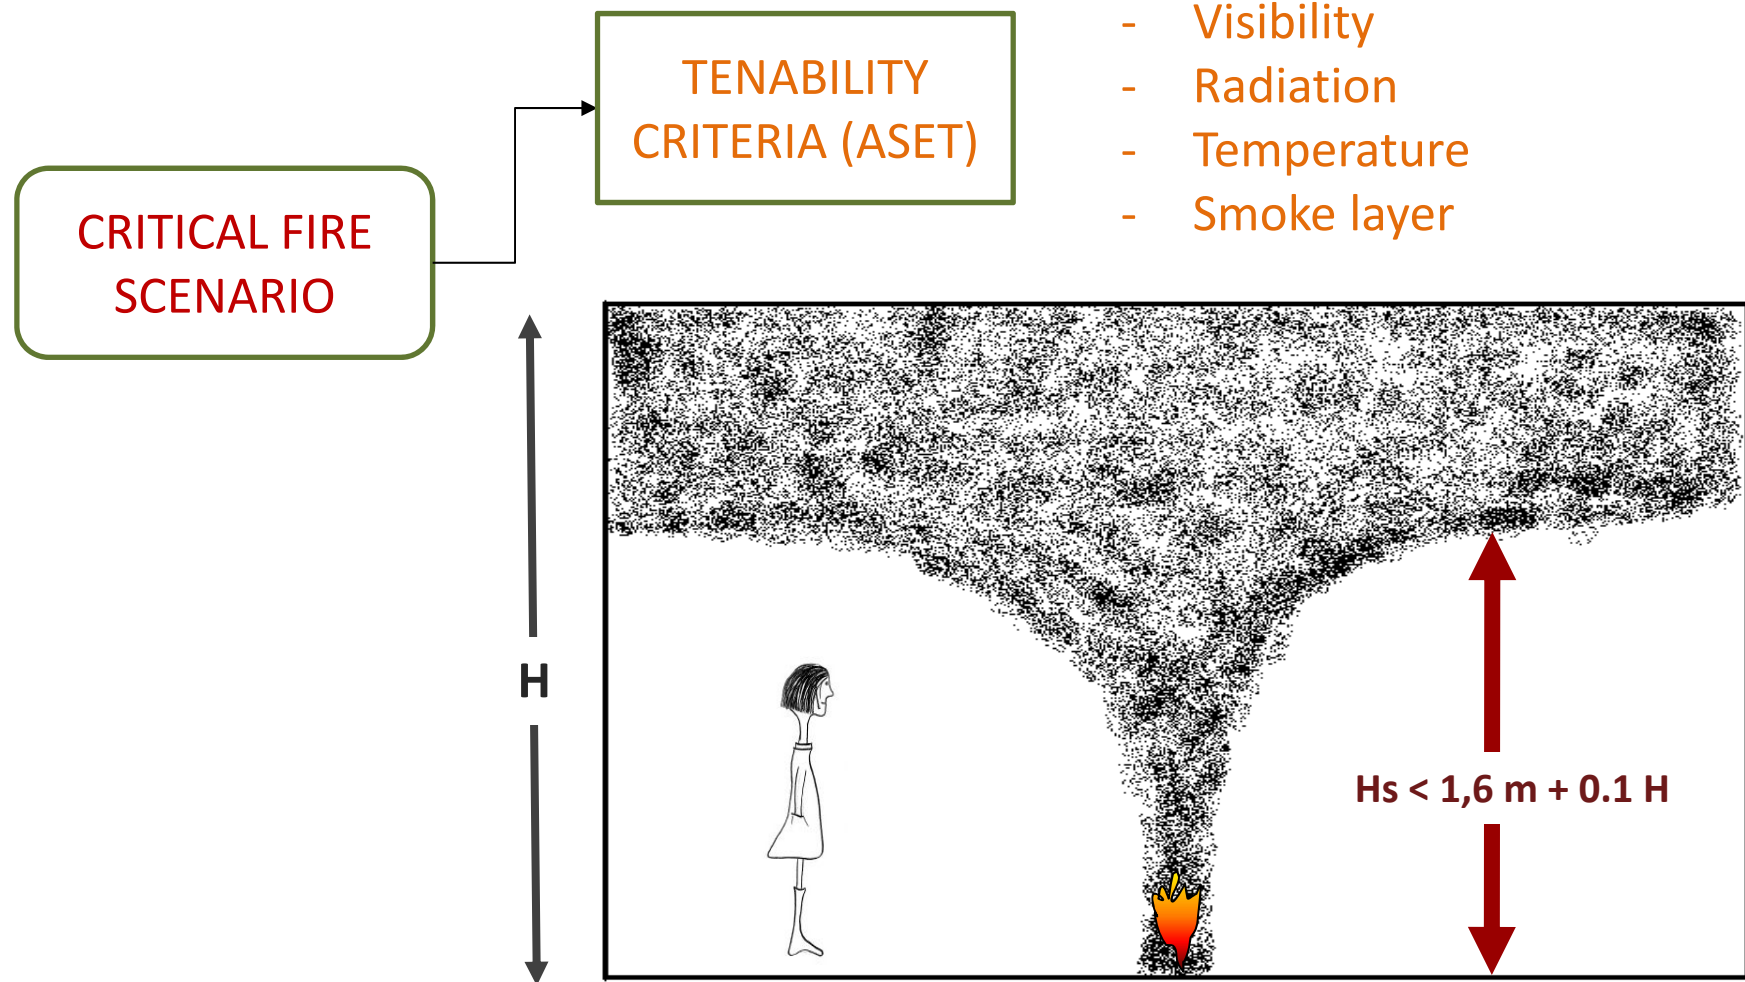 TENABILITY
CRITERIA (ASET)
- Visibility
- Radiation
- Temperature
- Smoke layer
CRITICAL FIRE
SCENARIO
H
Hs < 1,6 m + 0.1 H